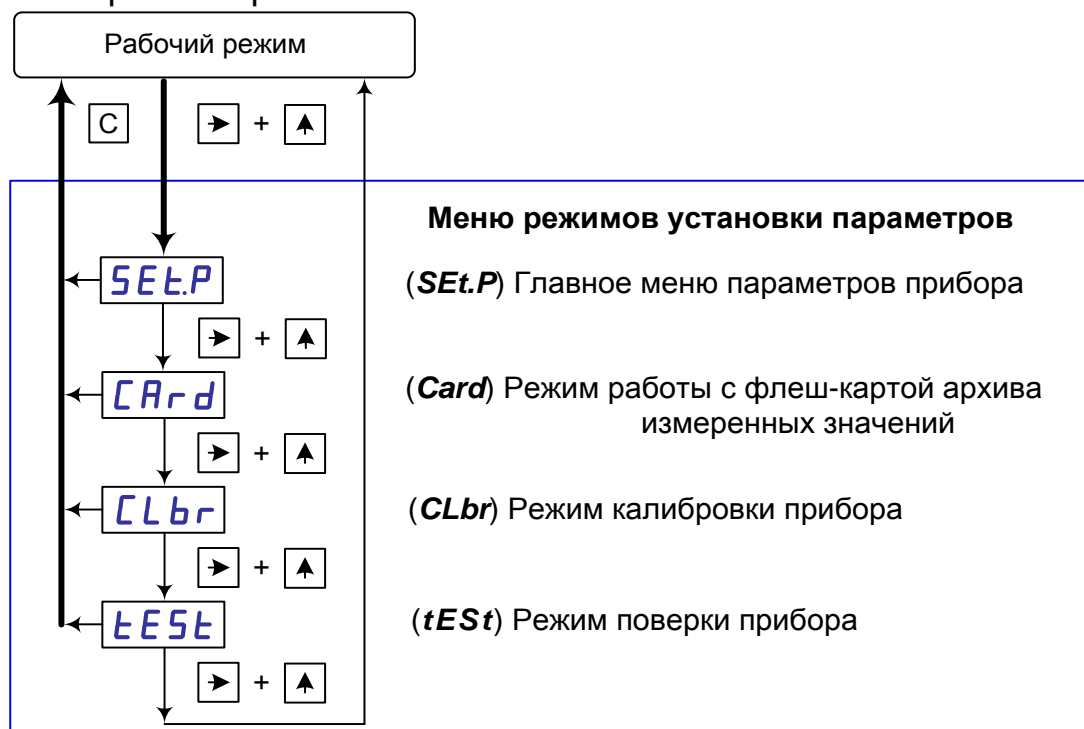 Рабочий режим
C + 
Меню режимов установки параметров
SEt.P (SEt.P) Главное меню параметров прибора
+
CArd (Card) Режим работы с флеш-картой архива
измеренных значений
+
CLbr (CLbr) Режим калибровки прибора
+
tESt (tESt) Режим поверки прибора
+